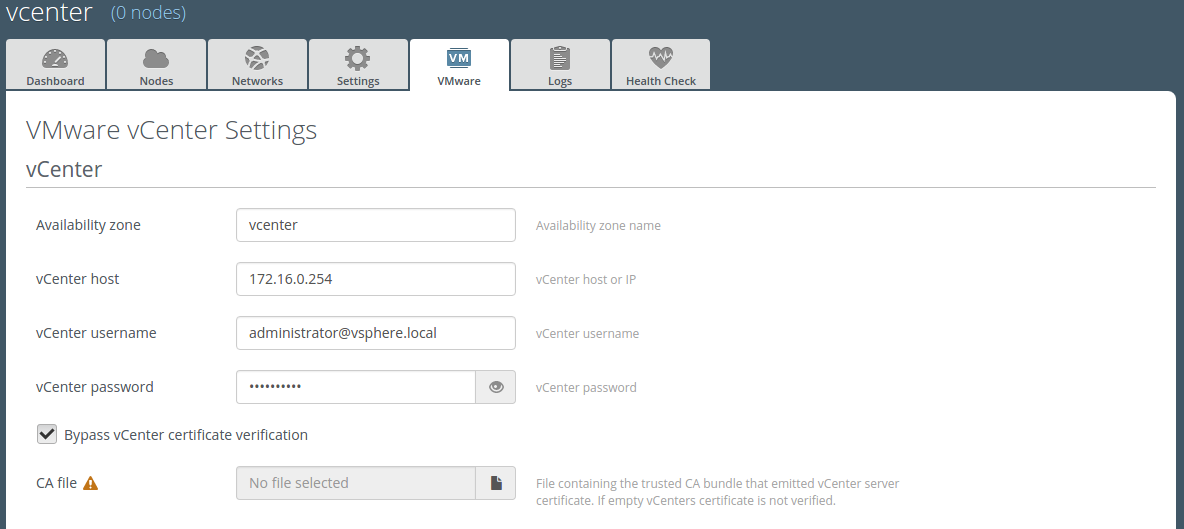 vcenter (0 nodes)
Dashboard Nodes Networks Settings VM VMware Logs Health Check
VMware vCenter Settings
vCenter
Availability zone vcenter Availability zone name
vCenter host 172.16.0.254 vCenter host or IP
vCenter username administrator@vsphere.local vCenter username
vCenter password •••••••••• vCenter password
Bypass vCenter certificate verification
CA file No file selected File containing the trusted CA bundle that emitted vCenter server
certificate. If empty vCenters certificate is not verified.